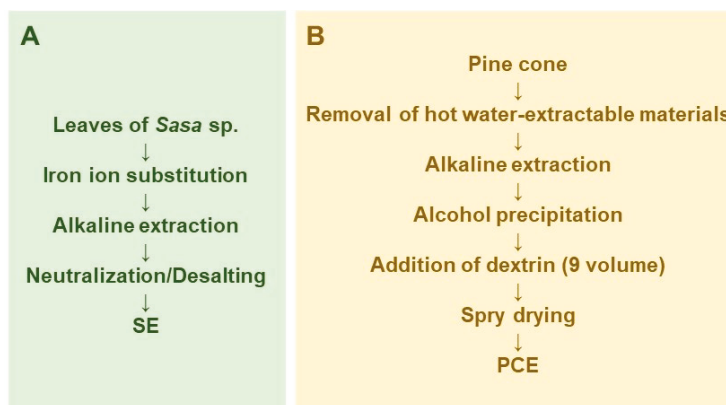 A
Leaves of Sasa sp.
↓
Iron ion substitution
↓
Alkaline extraction
↓
Neutralization/Desalting
↓
SE
B
Pine cone
↓
Removal of hot water-extractable materials
↓
Alkaline extraction
↓
Alcohol precipitation
↓
Addition of dextrin (9 volume)
↓
Spry drying
↓
PCE